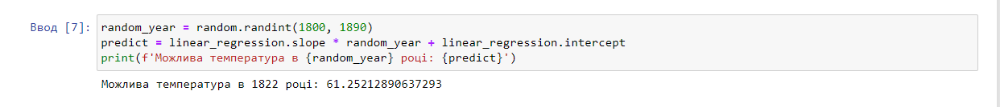 Ввод [7]: random_year = random.randint(1800, 1890)
predict = linear_regression.slope * random_year + linear_regression.intercept
print(f'Можлива температура в {random_year} році: {predict}')
Можлива температура в 1822 році: 61.25212890637293